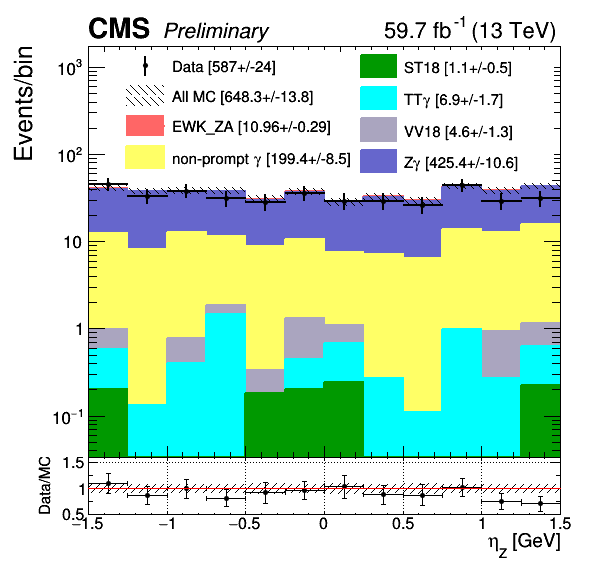 CMS Preliminary 59.7 fb⁻¹ (13 TeV)
Events/bin
10³
10²
10
1
10⁻¹
Data [587+/-24]
All MC [648.3+/-13.8]
EWK_ZA [10.96+/-0.29]
non-prompt γ [199.4+/-8.5]
ST18 [1.1+/-0.5]
TTγ [6.9+/-1.7]
VV18 [4.6+/-1.3]
Zγ [425.4+/-10.6]
Data/MC
1.5
1
0.5
−1.5 −1 −0.5 0 0.5 1 1.5
η_Z [GeV]